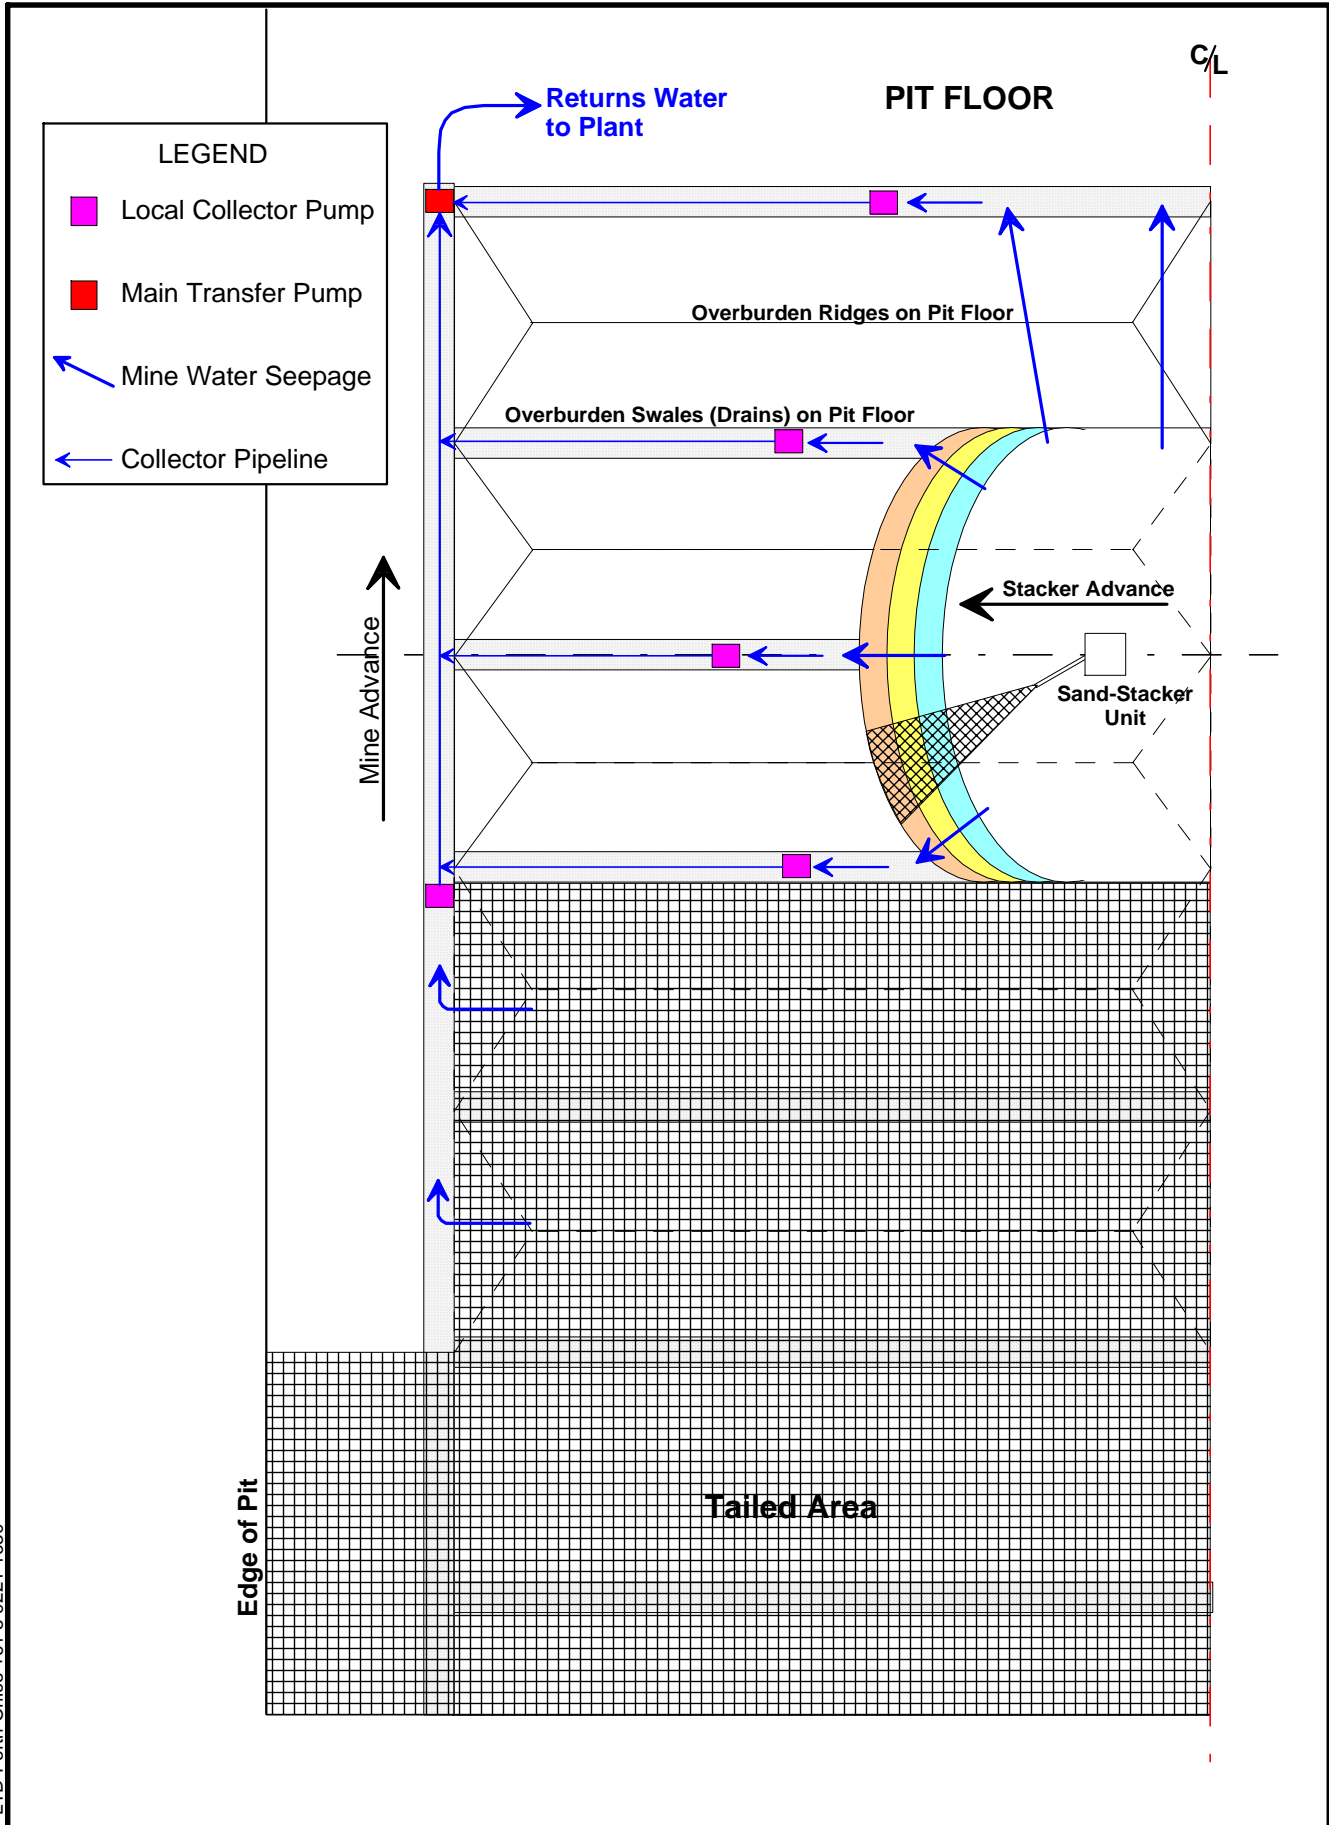 C/L
PIT FLOOR
Returns Water
to Plant
LEGEND
Local Collector Pump
Main Transfer Pump
Mine Water Seepage
Collector Pipeline
Overburden Ridges on Pit Floor
Overburden Swales (Drains) on Pit Floor
Mine Advance
Stacker Advance
Sand-Stacker
Unit
Edge of Pit
Tailed Area